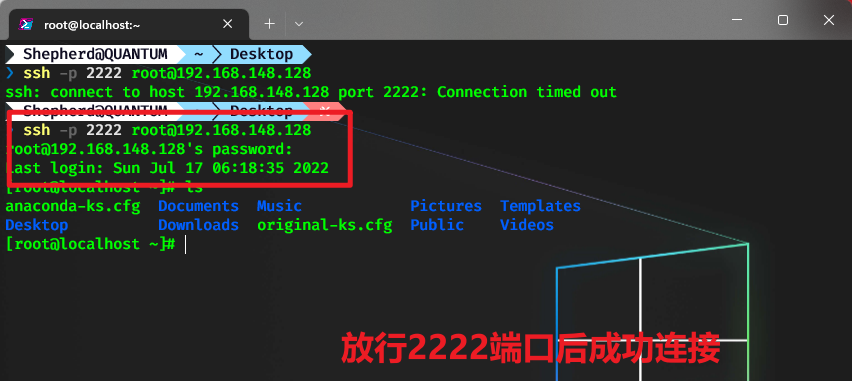 root@localhost:~
Shepherd@QUANTUM ~ Desktop
❯ ssh -p 2222 root@192.168.148.128
ssh: connect to host 192.168.148.128 port 2222: Connection timed out
Shepherd@QUANTUM ~ Desktop ✕
❯ ssh -p 2222 root@192.168.148.128
root@192.168.148.128's password:
Last login: Sun Jul 17 06:18:35 2022
[root@localhost ~]# ls
anaconda-ks.cfg Documents Music Pictures Templates
Desktop Downloads original-ks.cfg Public Videos
[root@localhost ~]#
放行2222端口后成功连接